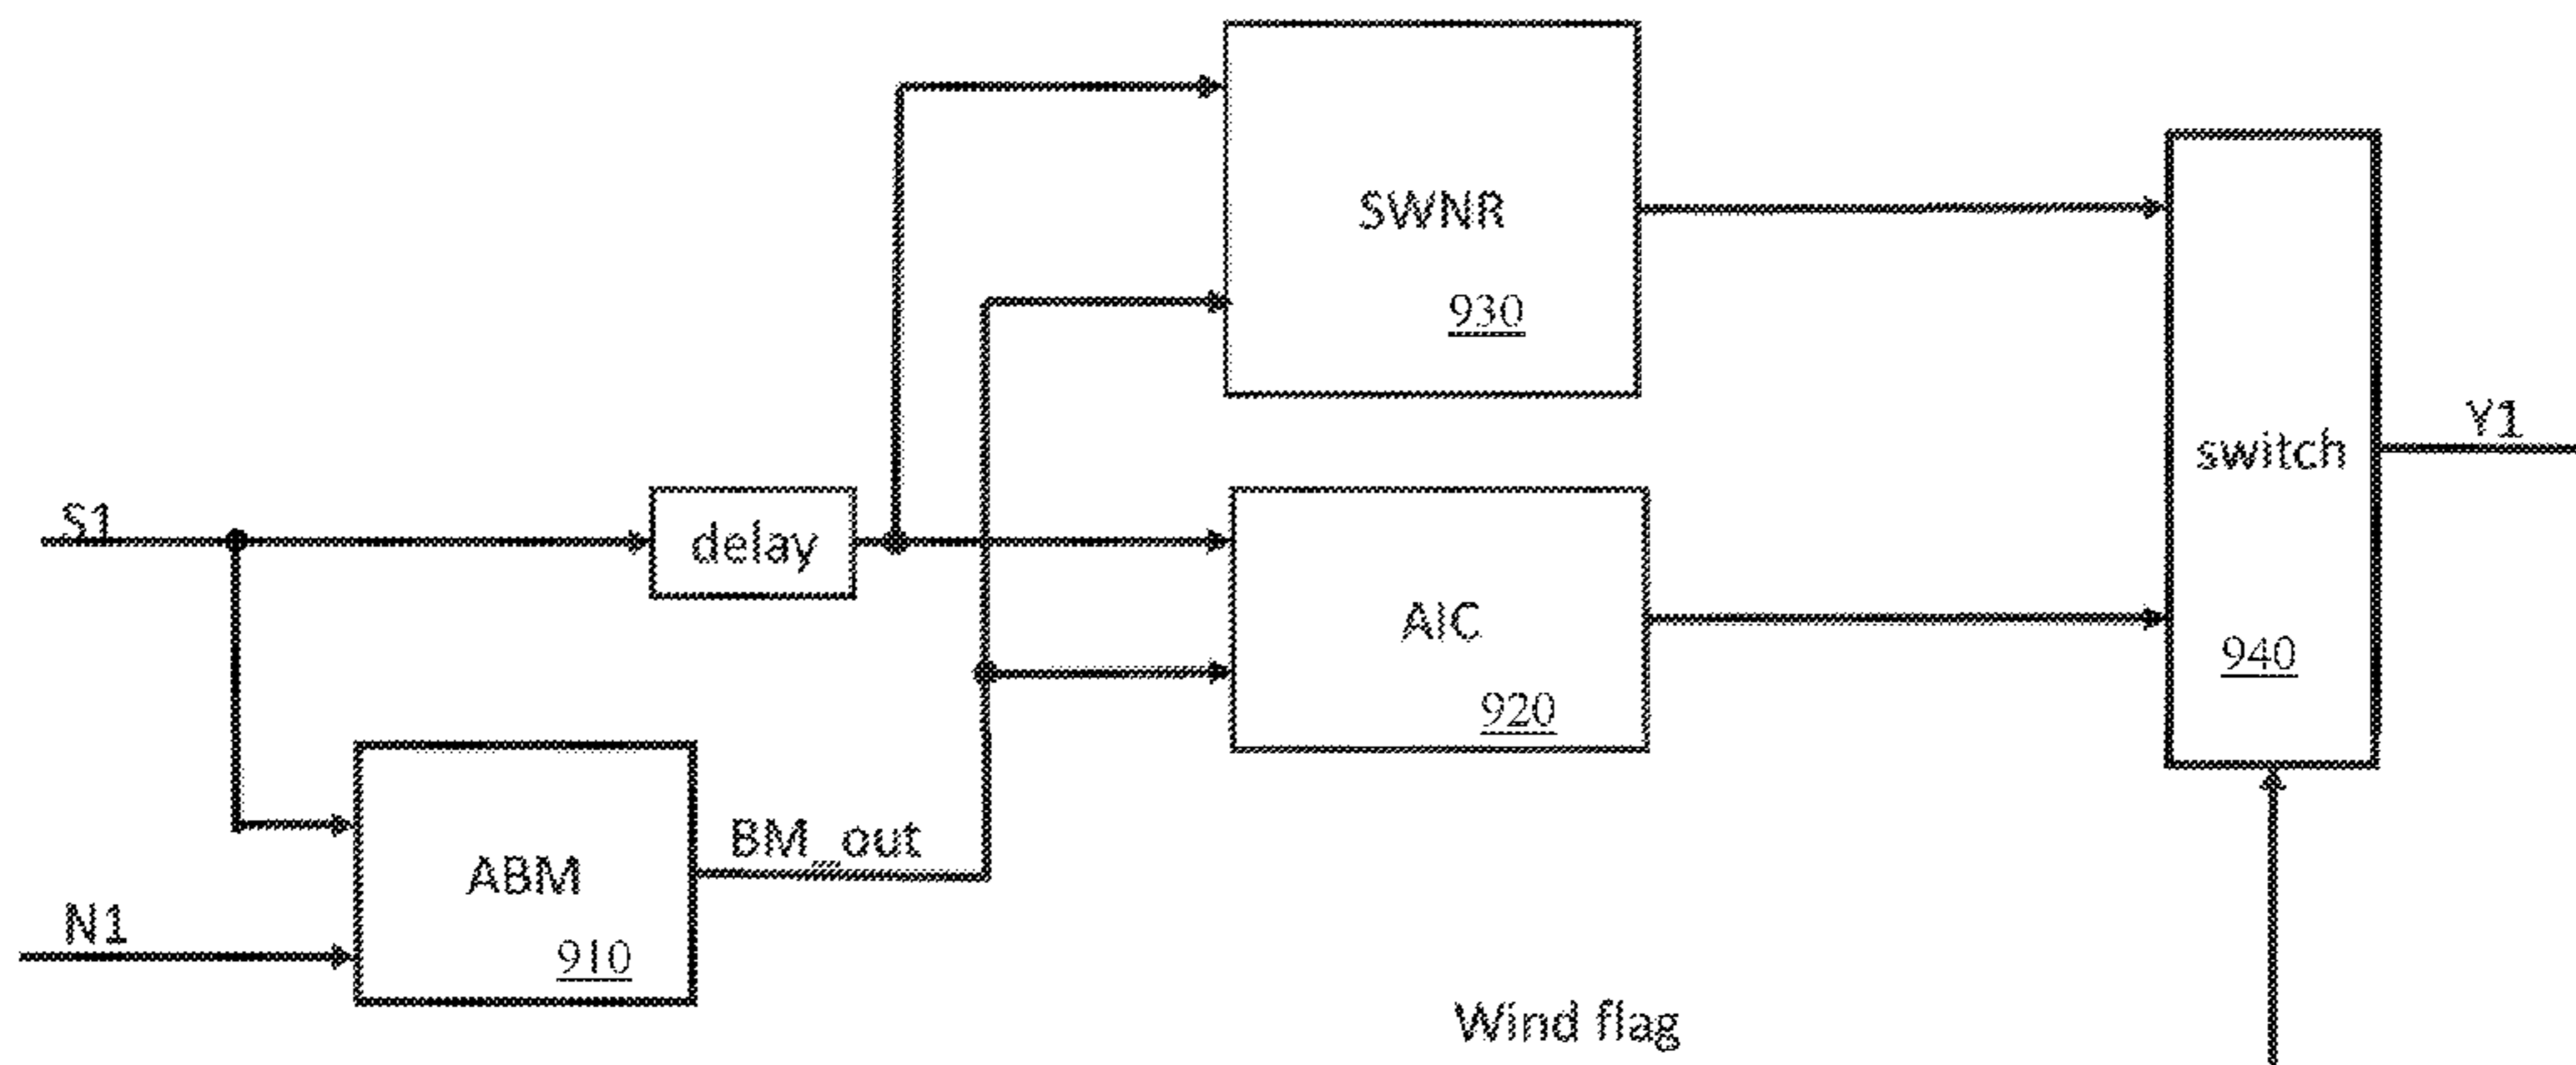 SWNR
930
switch
940
Y1
S1
delay
AIC
920
BM_out
ABM
910
N1
Wind flag